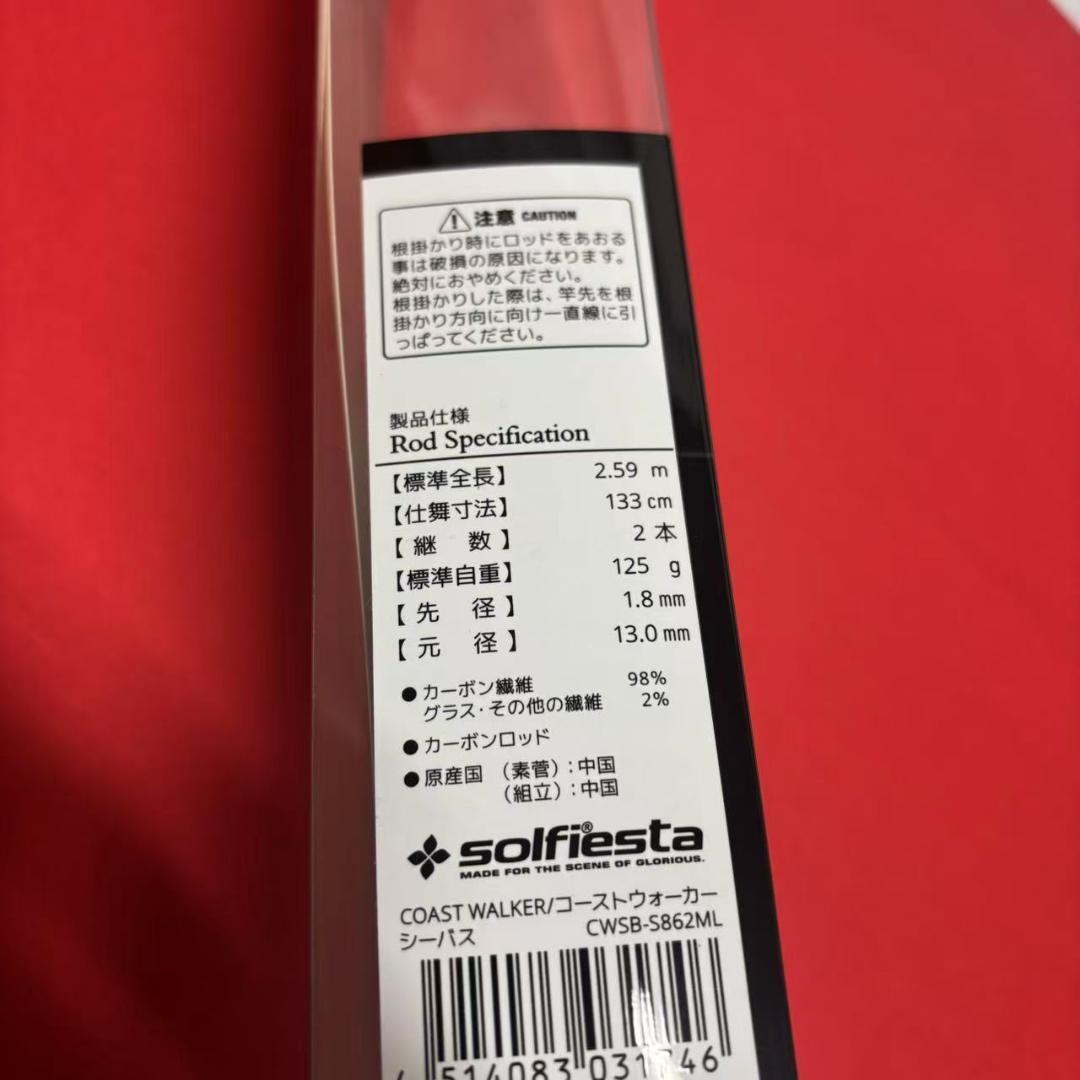 注意 CAUTION
根掛かり時にロッドをあおる
事は破損の原因になります。
絶対におやめください。
根掛かりした際は、竿先を根
掛かり方向に向け一直線に引
っぱってください。
製品仕様
Rod Specification
【標準全長】 2.59 m
【仕舞寸法】 133 cm
【継 数】 2 本
【標準自重】 125 g
【先 径】 1.8 mm
【元 径】 13.0 mm
●カーボン繊維 98%
グラス・その他の繊維 2%
●カーボンロッド
●原産国 （素菅）：中国
（組立）：中国
solfiesta®
MADE FOR THE SCENE OF GLORIOUS.
COAST WALKER/コーストウォーカー
シーバス CWSB-S862ML
4 514083 031746